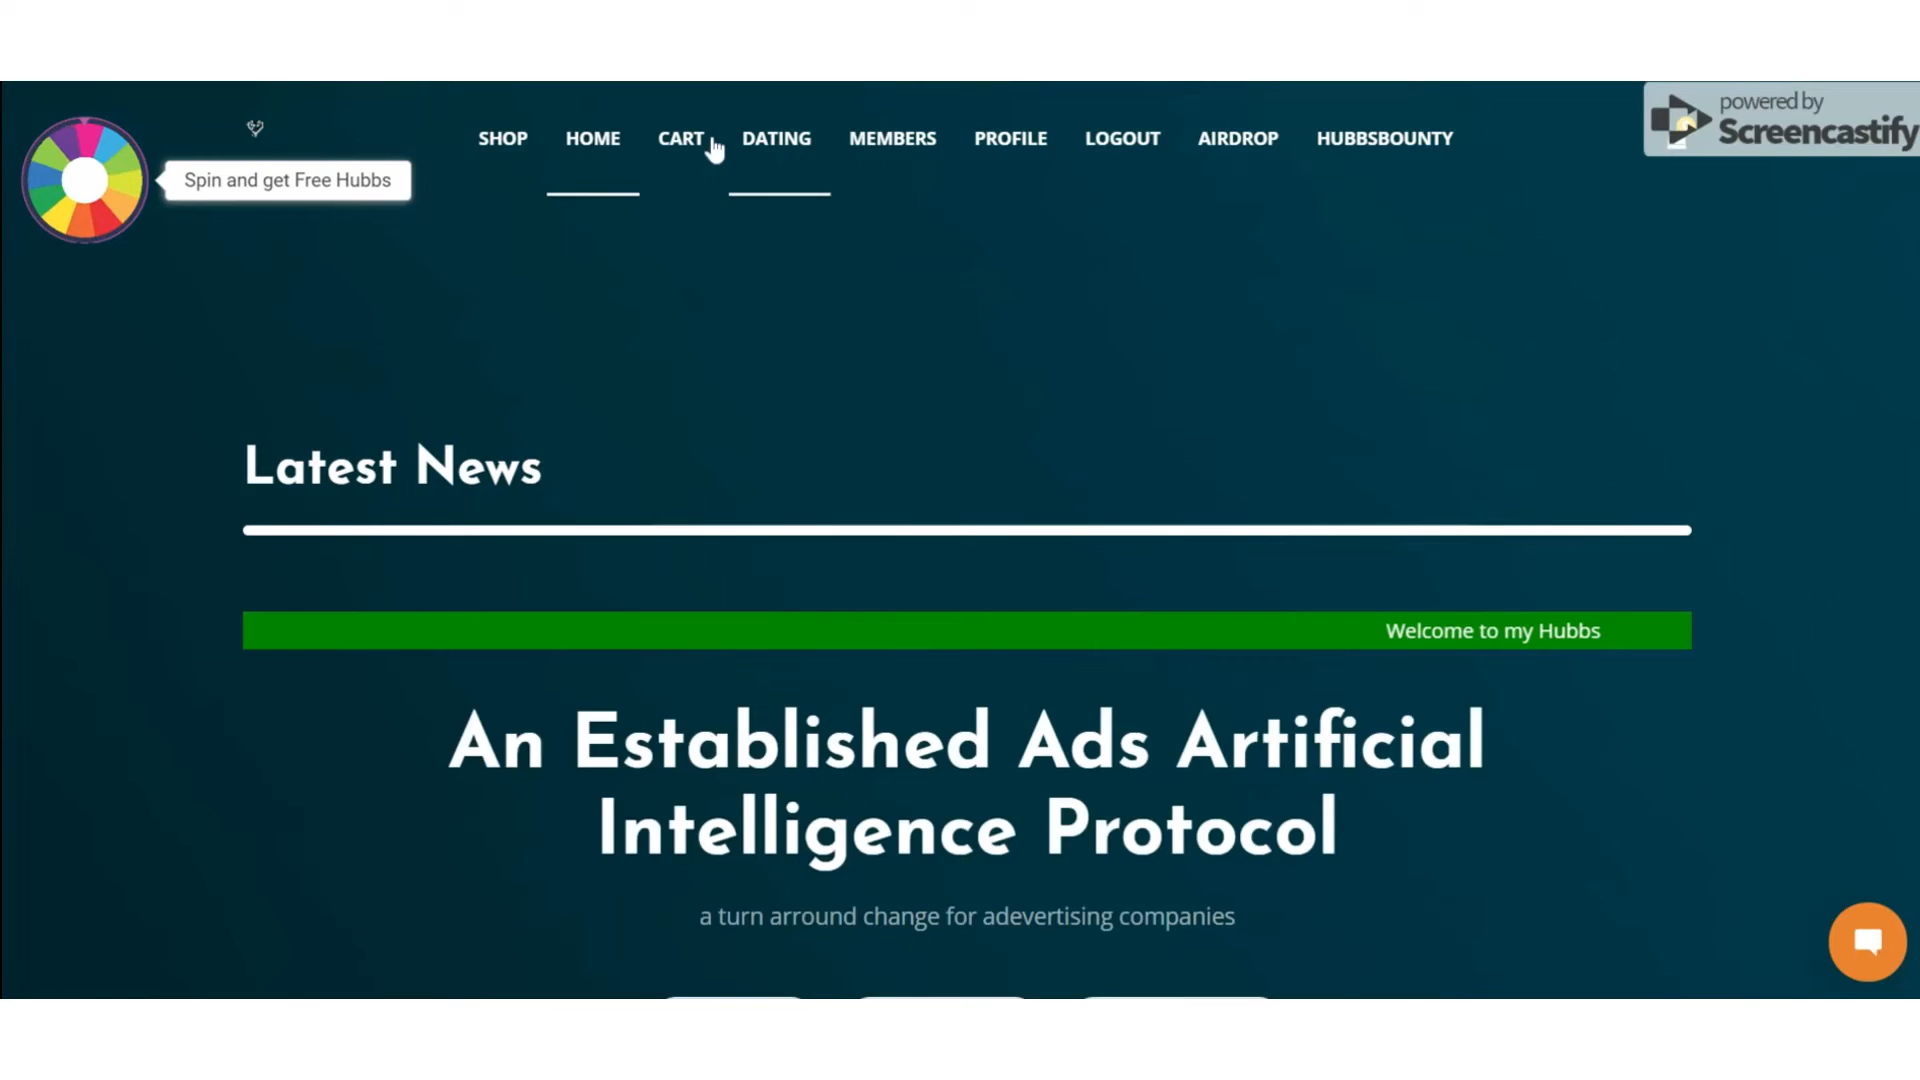 SHOP HOME CART DATING MEMBERS PROFILE LOGOUT AIRDROP HUBBSBOUNTY
powered by
Screencastify
Spin and get Free Hubbs
Latest News
Welcome to my Hubbs
An Established Ads Artificial
Intelligence Protocol
a turn arround change for adevertising companies